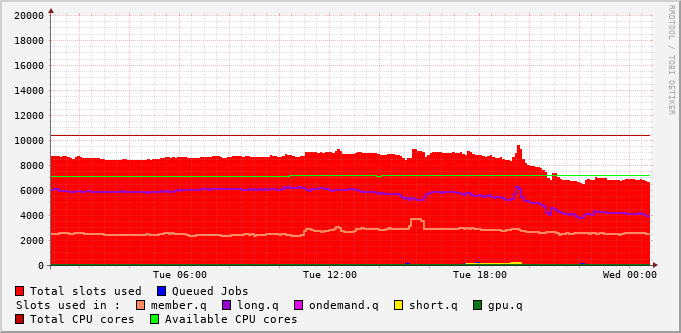 RRDTOOL / TOBI OETIKER
20000
18000
16000
14000
12000
10000
8000
6000
4000
2000
0
Tue 06:00 Tue 12:00 Tue 18:00 Wed 00:00
Total slots used Queued Jobs
Slots used in : member.q long.q ondemand.q short.q gpu.q
Total CPU cores Available CPU cores